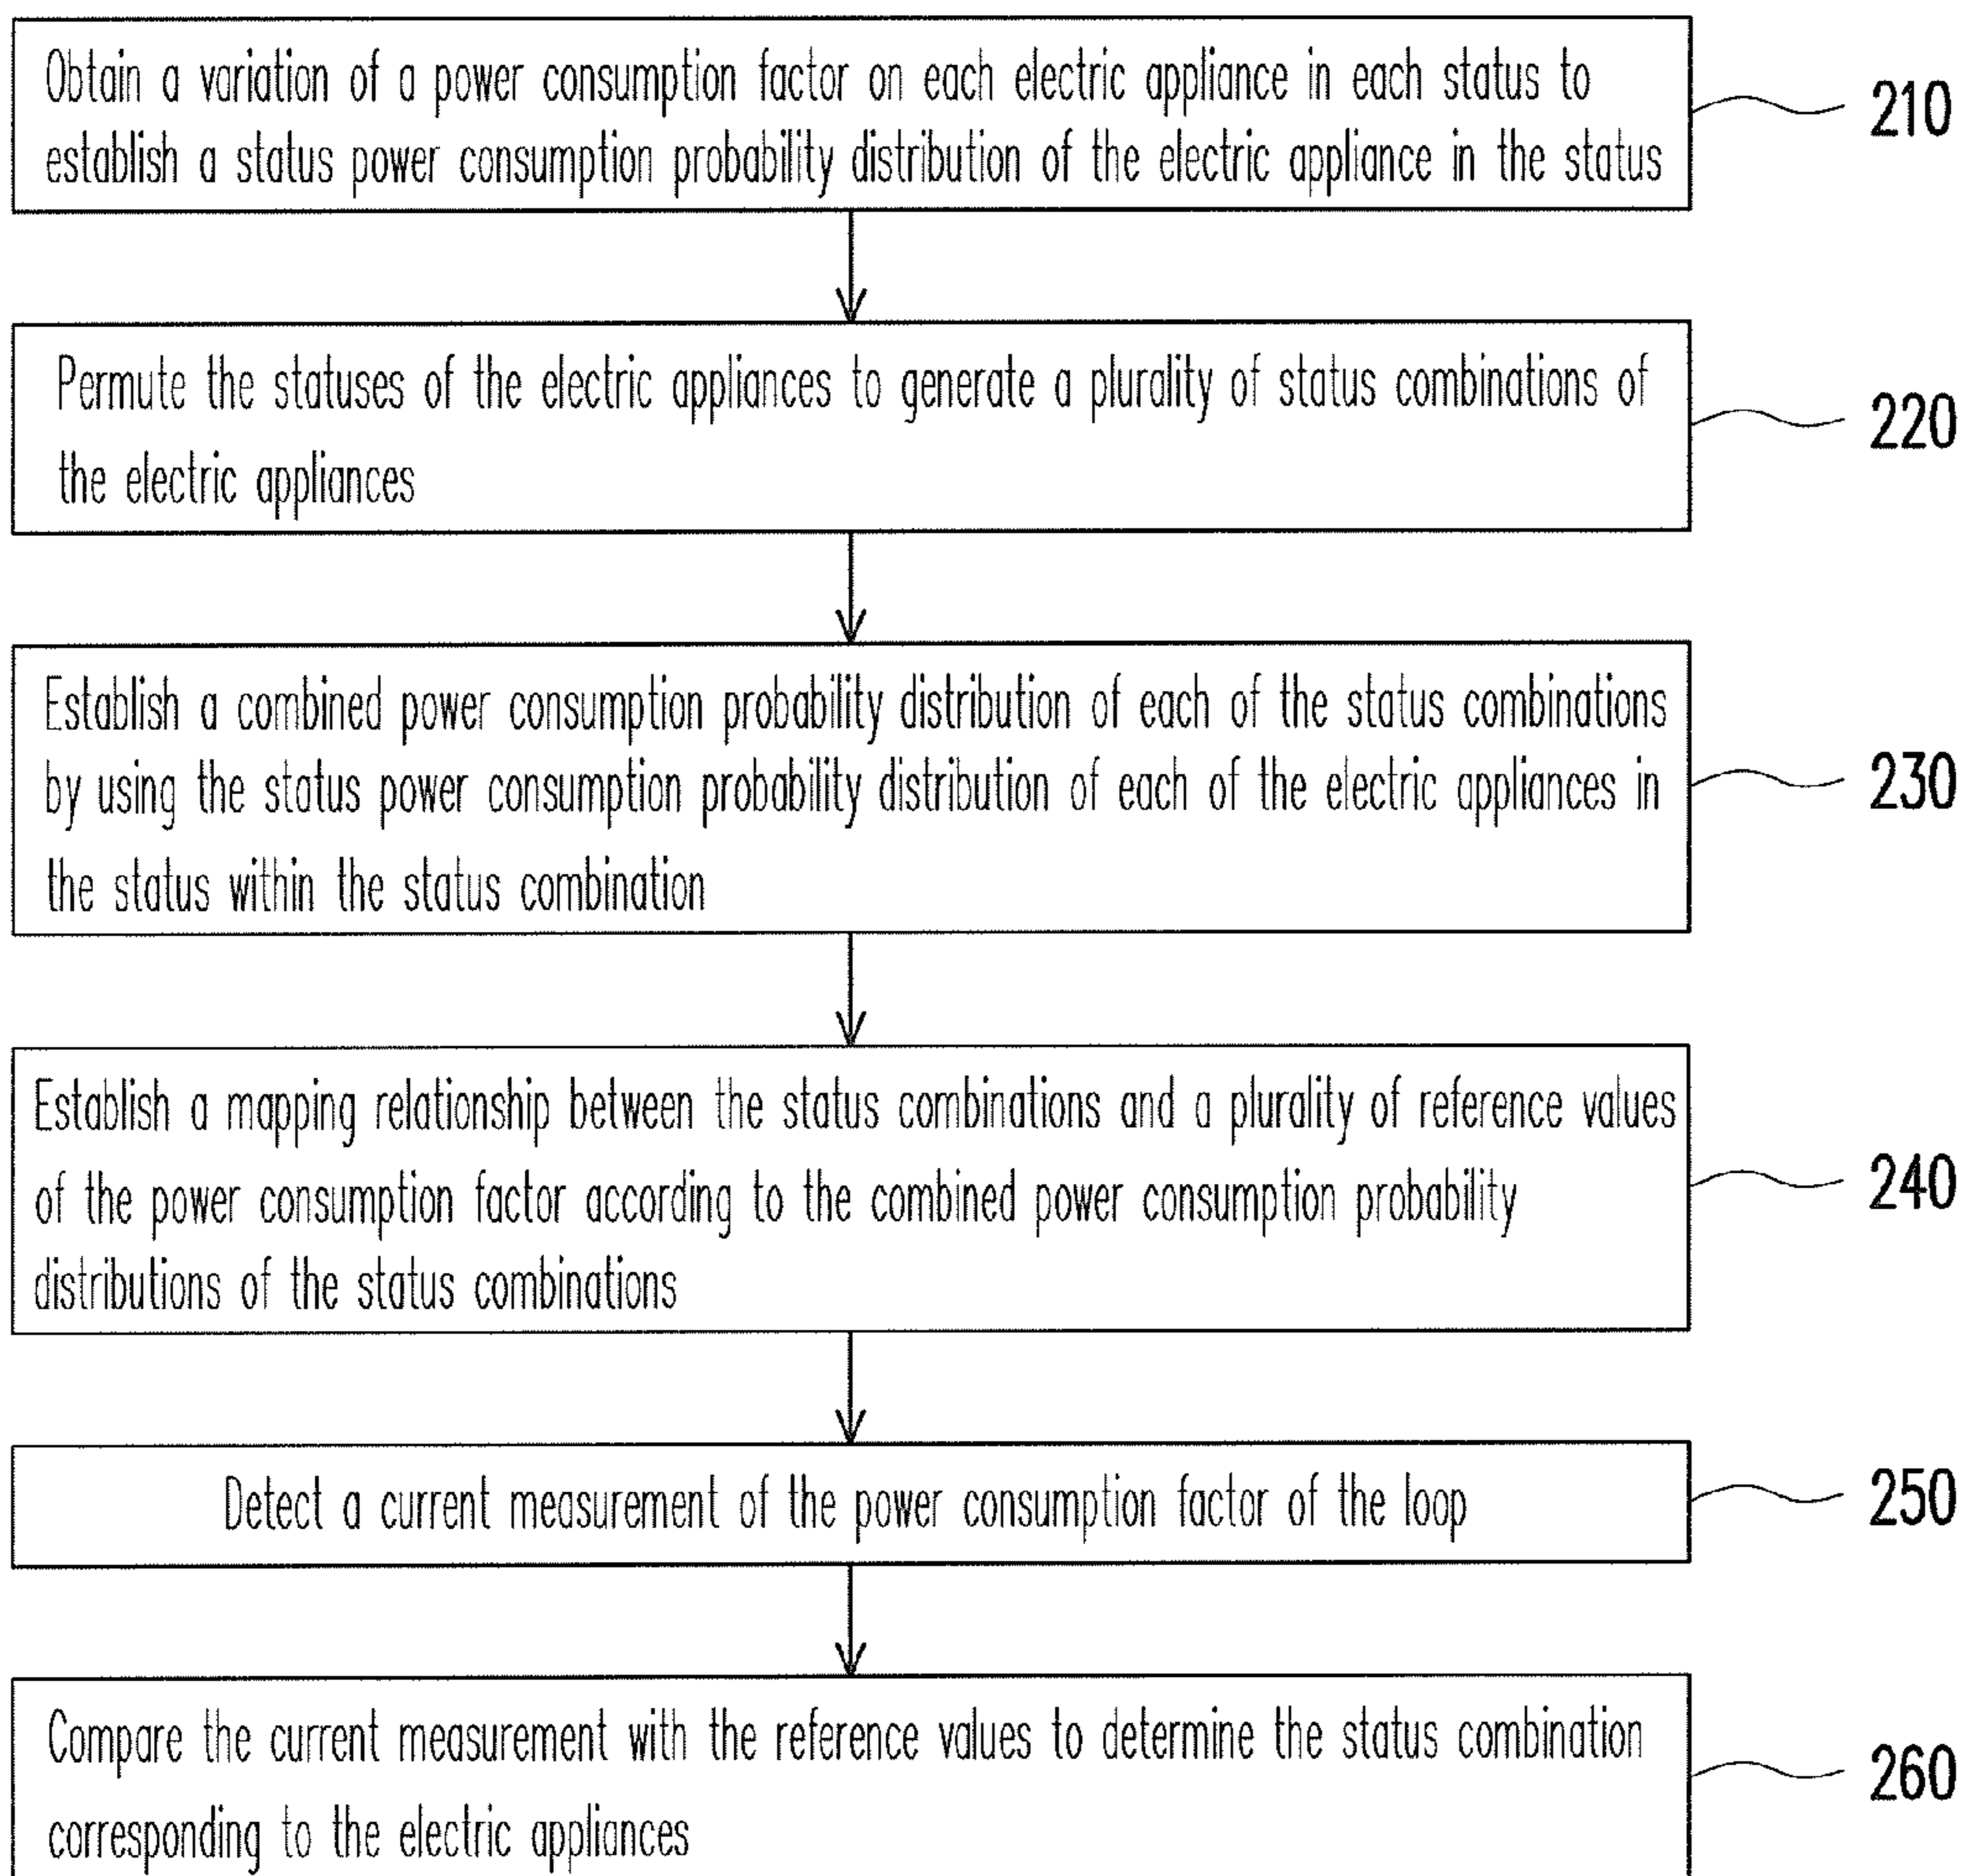 Obtain a variation of a power consumption factor on each electric appliance in each status to
establish a status power consumption probability distribution of the electric appliance in the status
210
Permute the statuses of the electric appliances to generate a plurality of status combinations of
the electric appliances
220
Establish a combined power consumption probability distribution of each of the status combinations
by using the status power consumption probability distribution of each of the electric appliances in
the status within the status combination
230
Establish a mapping relationship between the status combinations and a plurality of reference values
of the power consumption factor according to the combined power consumption probability
distributions of the status combinations
240
Detect a current measurement of the power consumption factor of the loop
250
Compare the current measurement with the reference values to determine the status combination
corresponding to the electric appliances
260